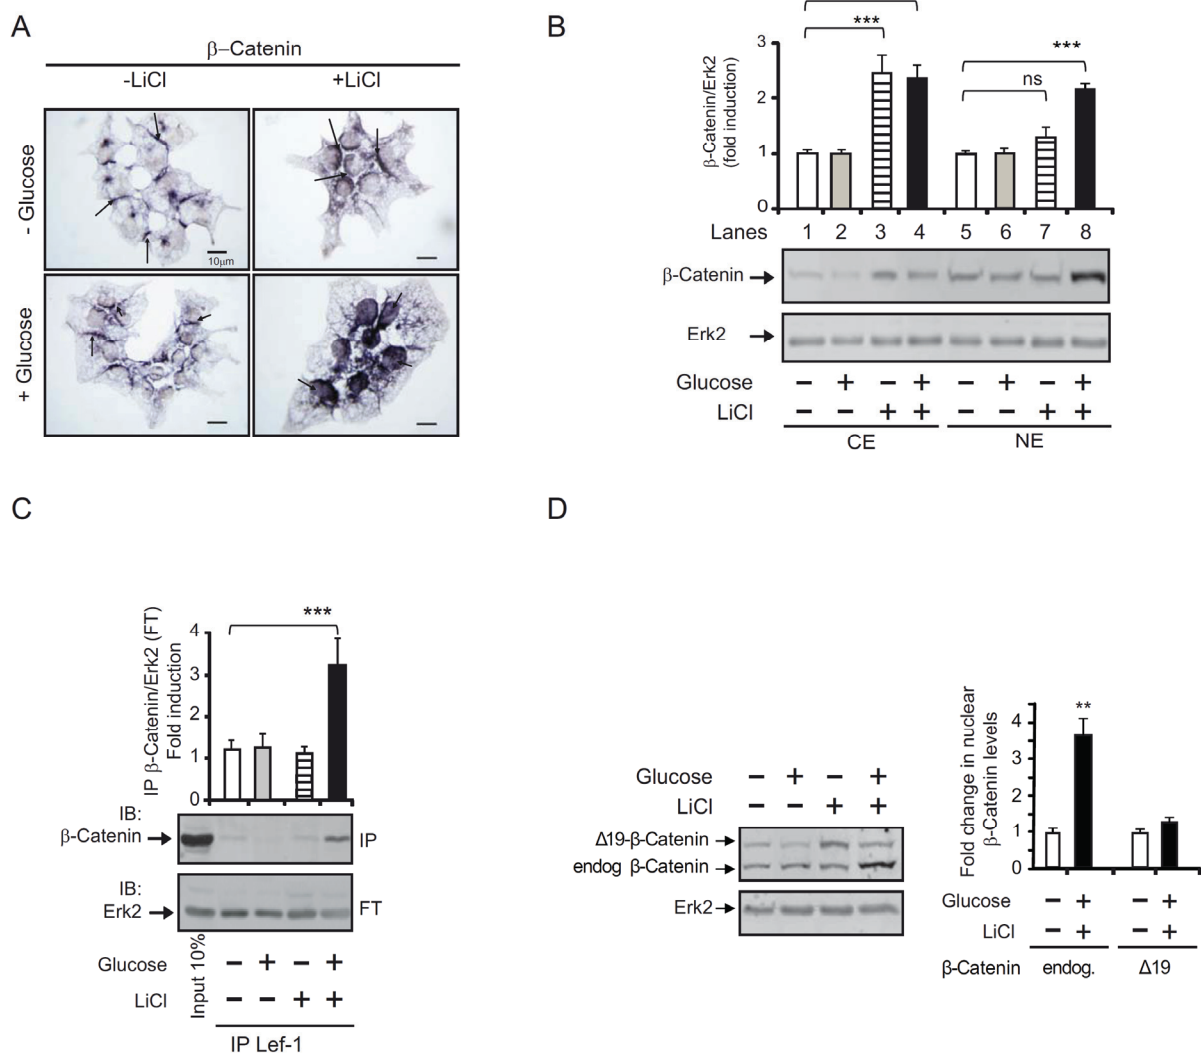 A
β–Catenin
-LiCl +LiCl
- Glucose
+ Glucose
10μm
B
***
***
ns
β-Catenin/Erk2
(fold induction)
3
2
1
0
Lanes 1 2 3 4 5 6 7 8
β-Catenin
Erk2
Glucose − + − + − + − +
LiCl − − + + − − + +
CE NE
C
***
IP β-Catenin/Erk2 (FT)
Fold induction
4
3
2
1
0
IB:
β-Catenin IP
IB:
Erk2 FT
Input 10%
Glucose − + − +
LiCl − − + +
IP Lef-1
D
Glucose − + − +
LiCl − − + +
Δ19-β-Catenin
endog β-Catenin
Erk2
Fold change in nuclear
β-Catenin levels
**
4
3
2
1
0
Glucose − + − +
LiCl − + − +
β-Catenin endog. Δ19